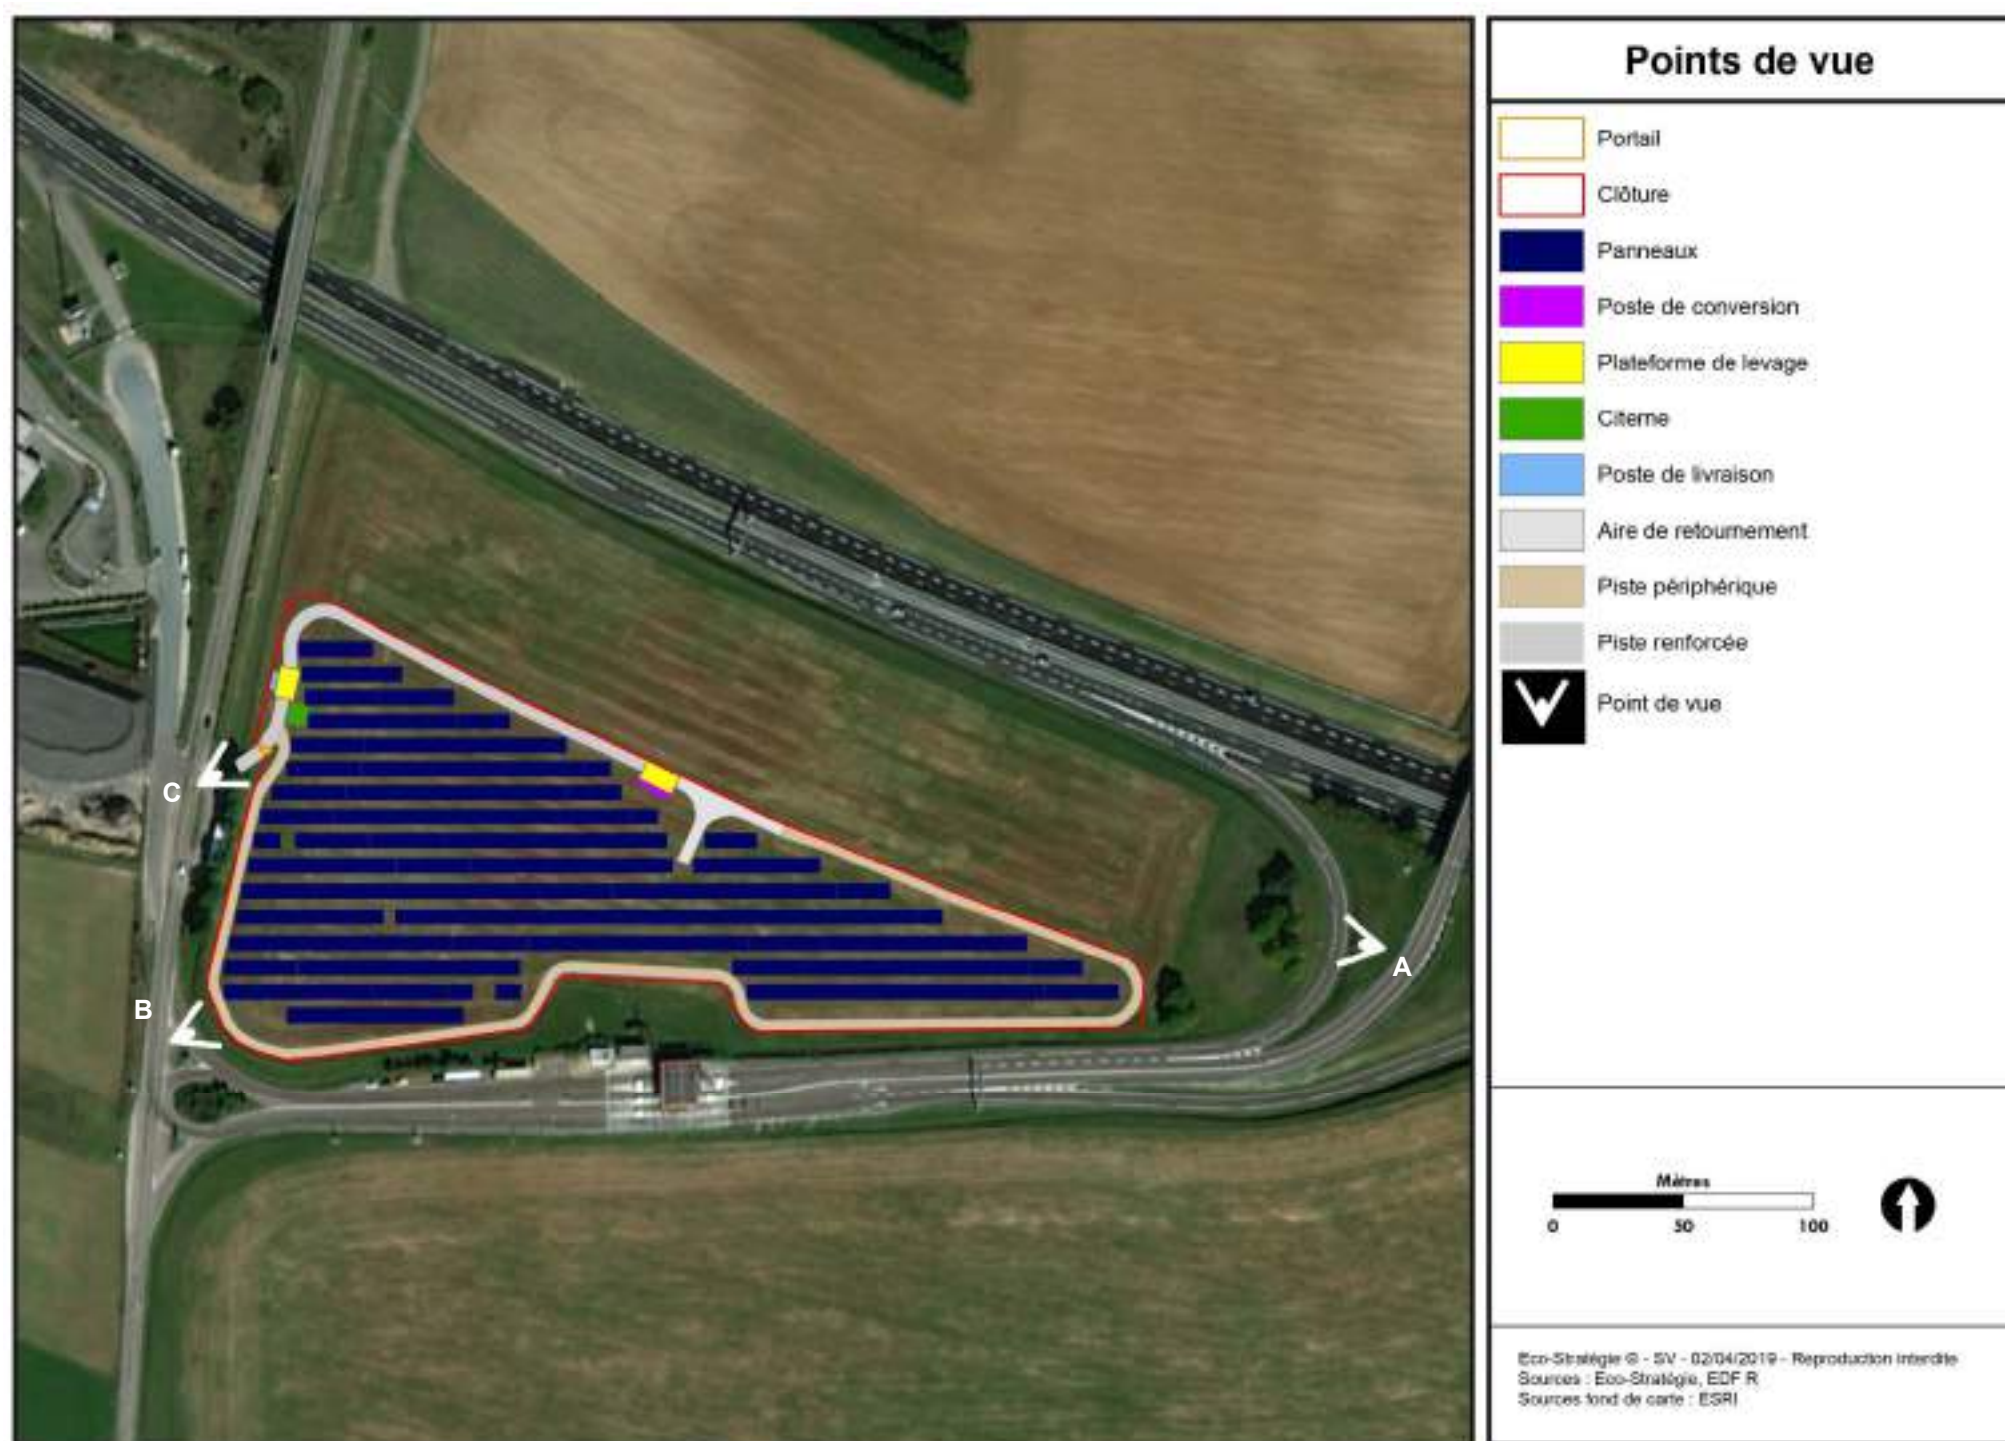 Points de vue
Portail
Clôture
Panneaux
Poste de conversion
Plateforme de levage
Citerne
Poste de livraison
Aire de retournement
Piste périphérique
Piste renforcée
Point de vue
C
A
B
Mètres
0 50 100
Eco-Stratégie © - SV - 02/04/2019 - Reproduction interdite
Sources : Eco-Stratégie, EDF R
Sources fond de carte : ESRI